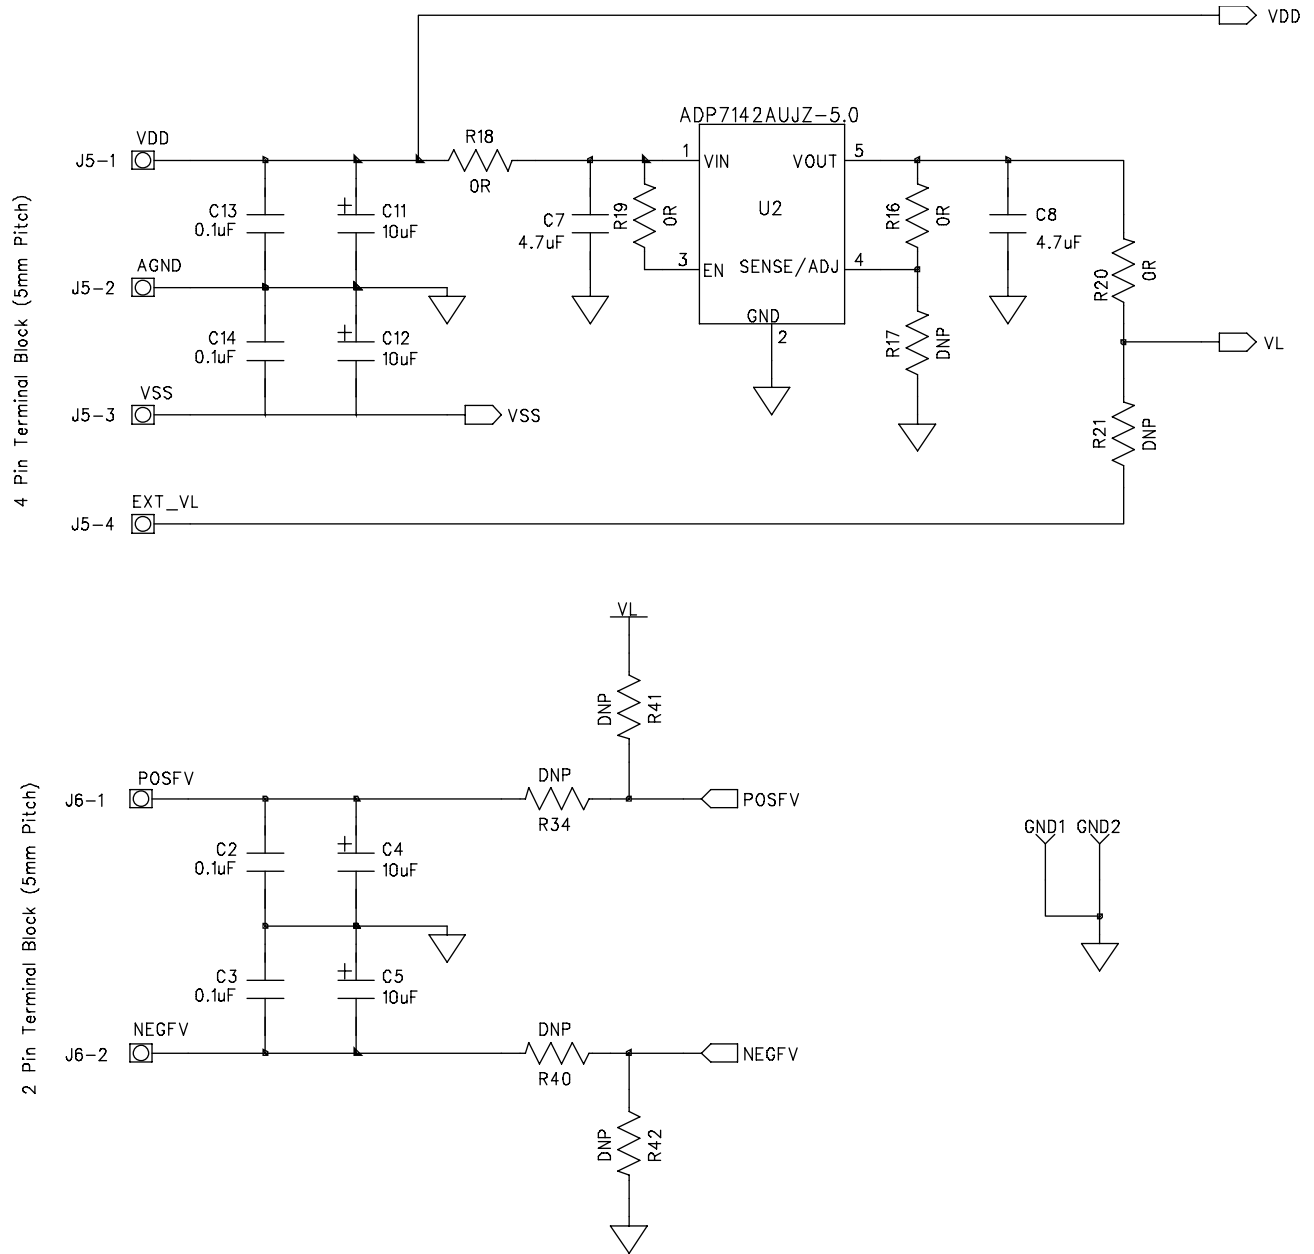 VDD
ADP7142AUJZ-5.0
VDD
R18
J5-1
1
VIN
VOUT
5
0R
C13
0.1uF
C11
10uF
C7
4.7uF
R19
0R
U2
R16
0R
C8
4.7uF
AGND
3
EN
SENSE/ADJ
4
J5-2
R20
0R
4 Pin Terminal Block (5mm Pitch)
GND
2
C14
0.1uF
C12
10uF
R17
DNP
VL
VSS
J5-3
VSS
R21
DNP
EXT_VL
J5-4
VL
DNP
R41
POSFV
J6-1
DNP
R34
POSFV
2 Pin Terminal Block (5mm Pitch)
GND1
GND2
C2
0.1uF
C4
10uF
C3
0.1uF
C5
10uF
NEGFV
J6-2
DNP
R40
NEGFV
DNP
R42